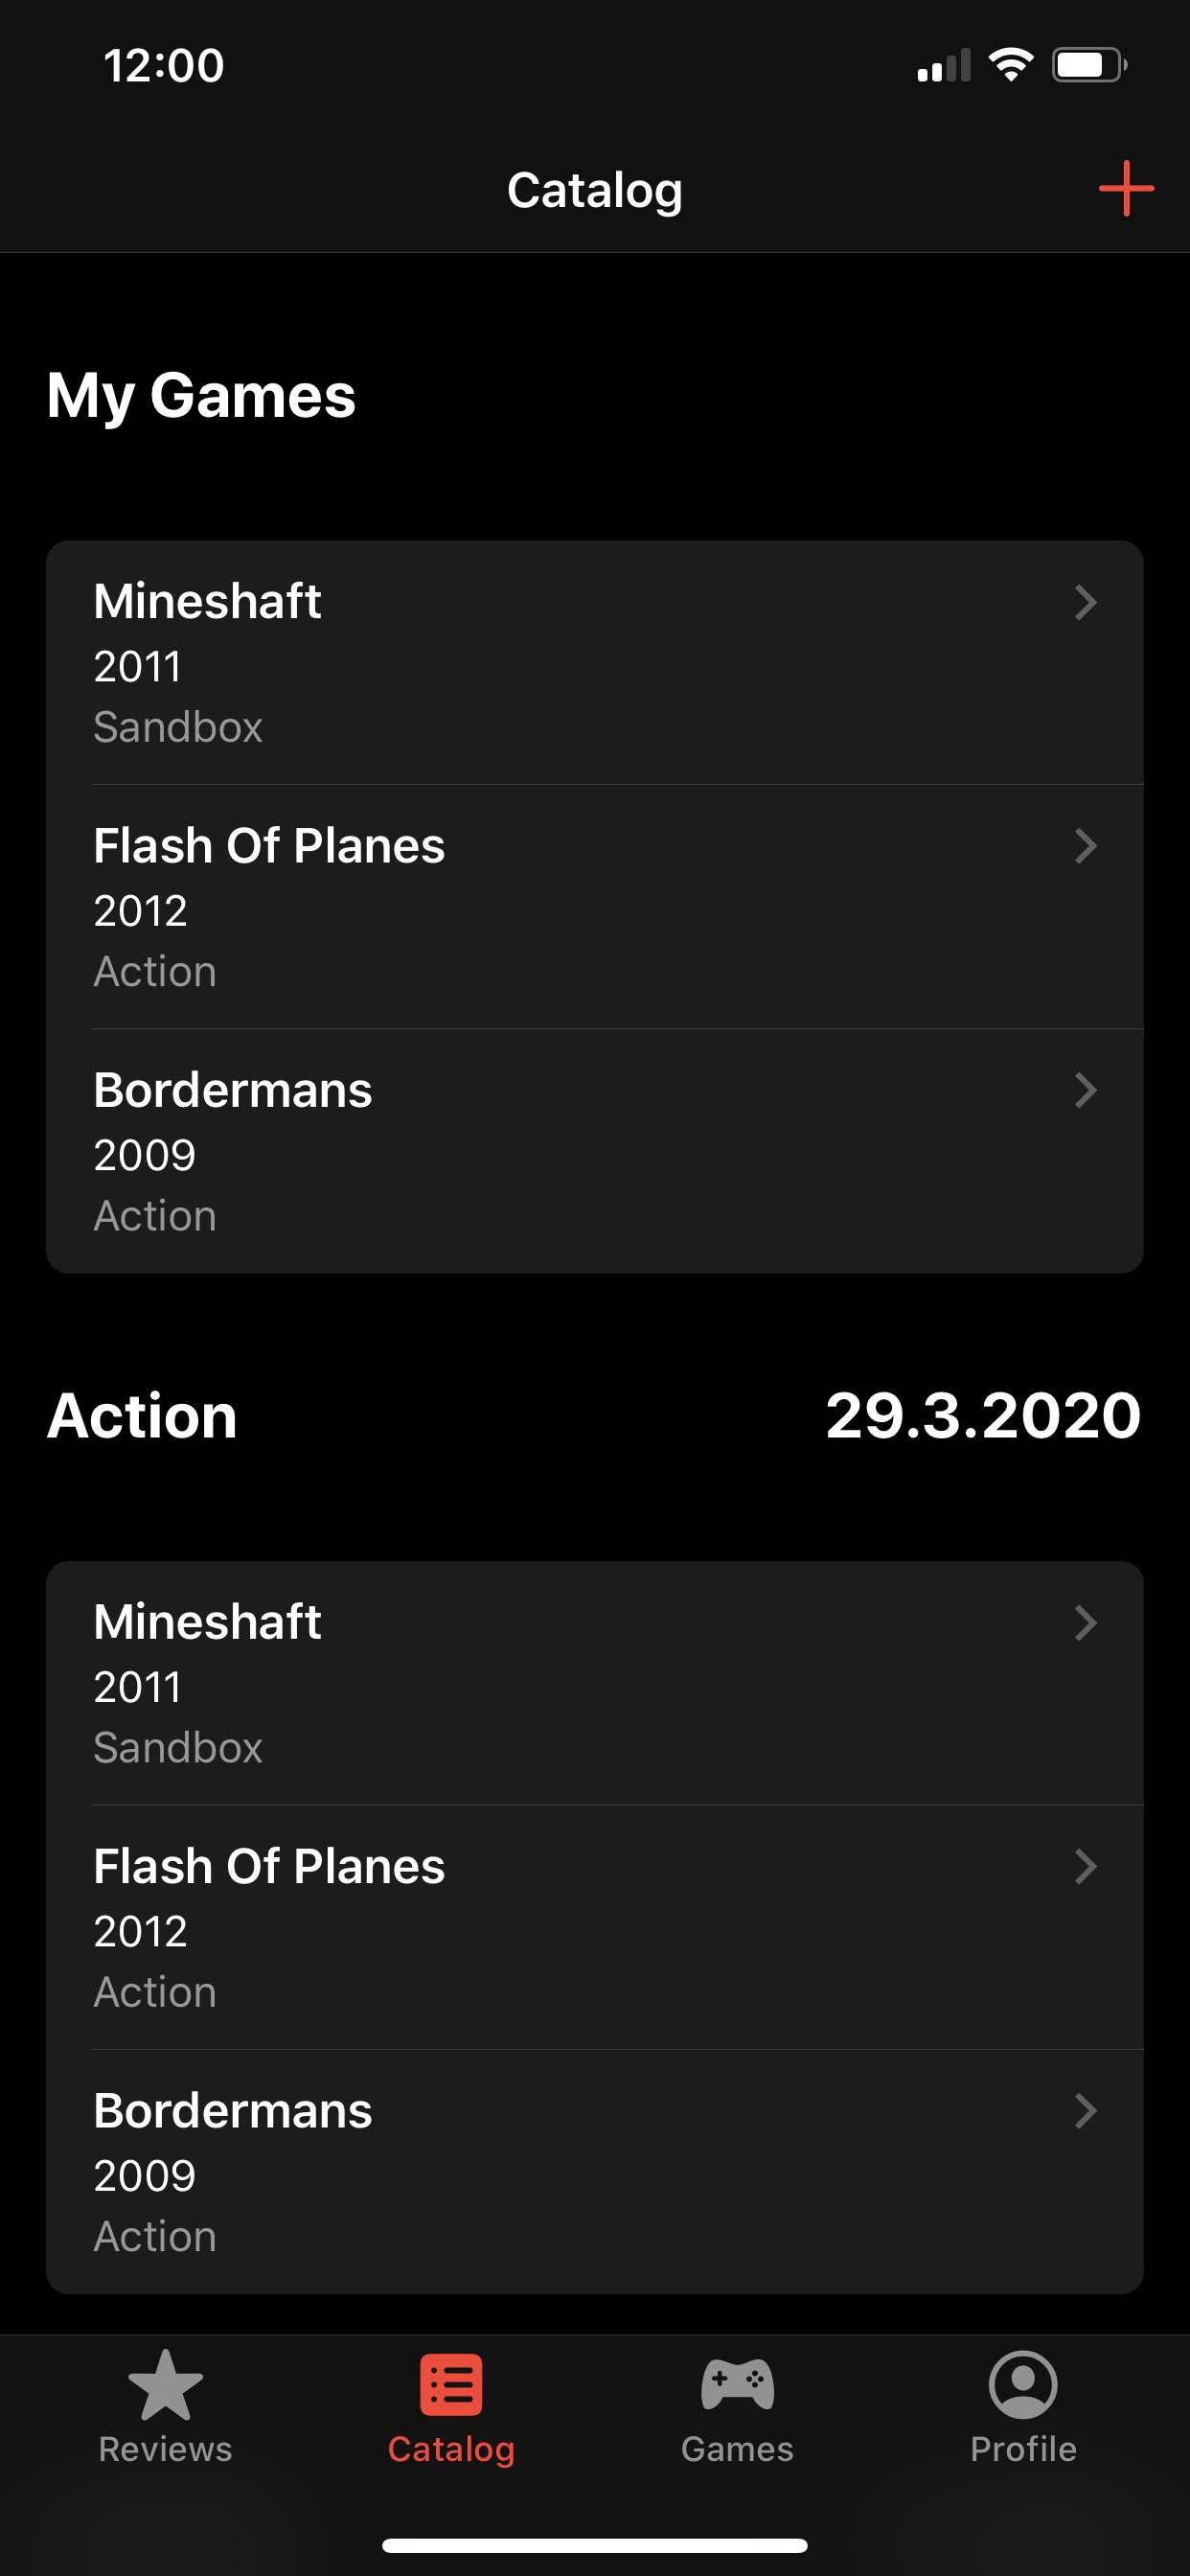 12:00
Catalog
My Games
Mineshaft
2011
Sandbox
Flash Of Planes
2012
Action
Bordermans
2009
Action
Action 29.3.2020
Mineshaft
2011
Sandbox
Flash Of Planes
2012
Action
Bordermans
2009
Action
Reviews Catalog Games Profile